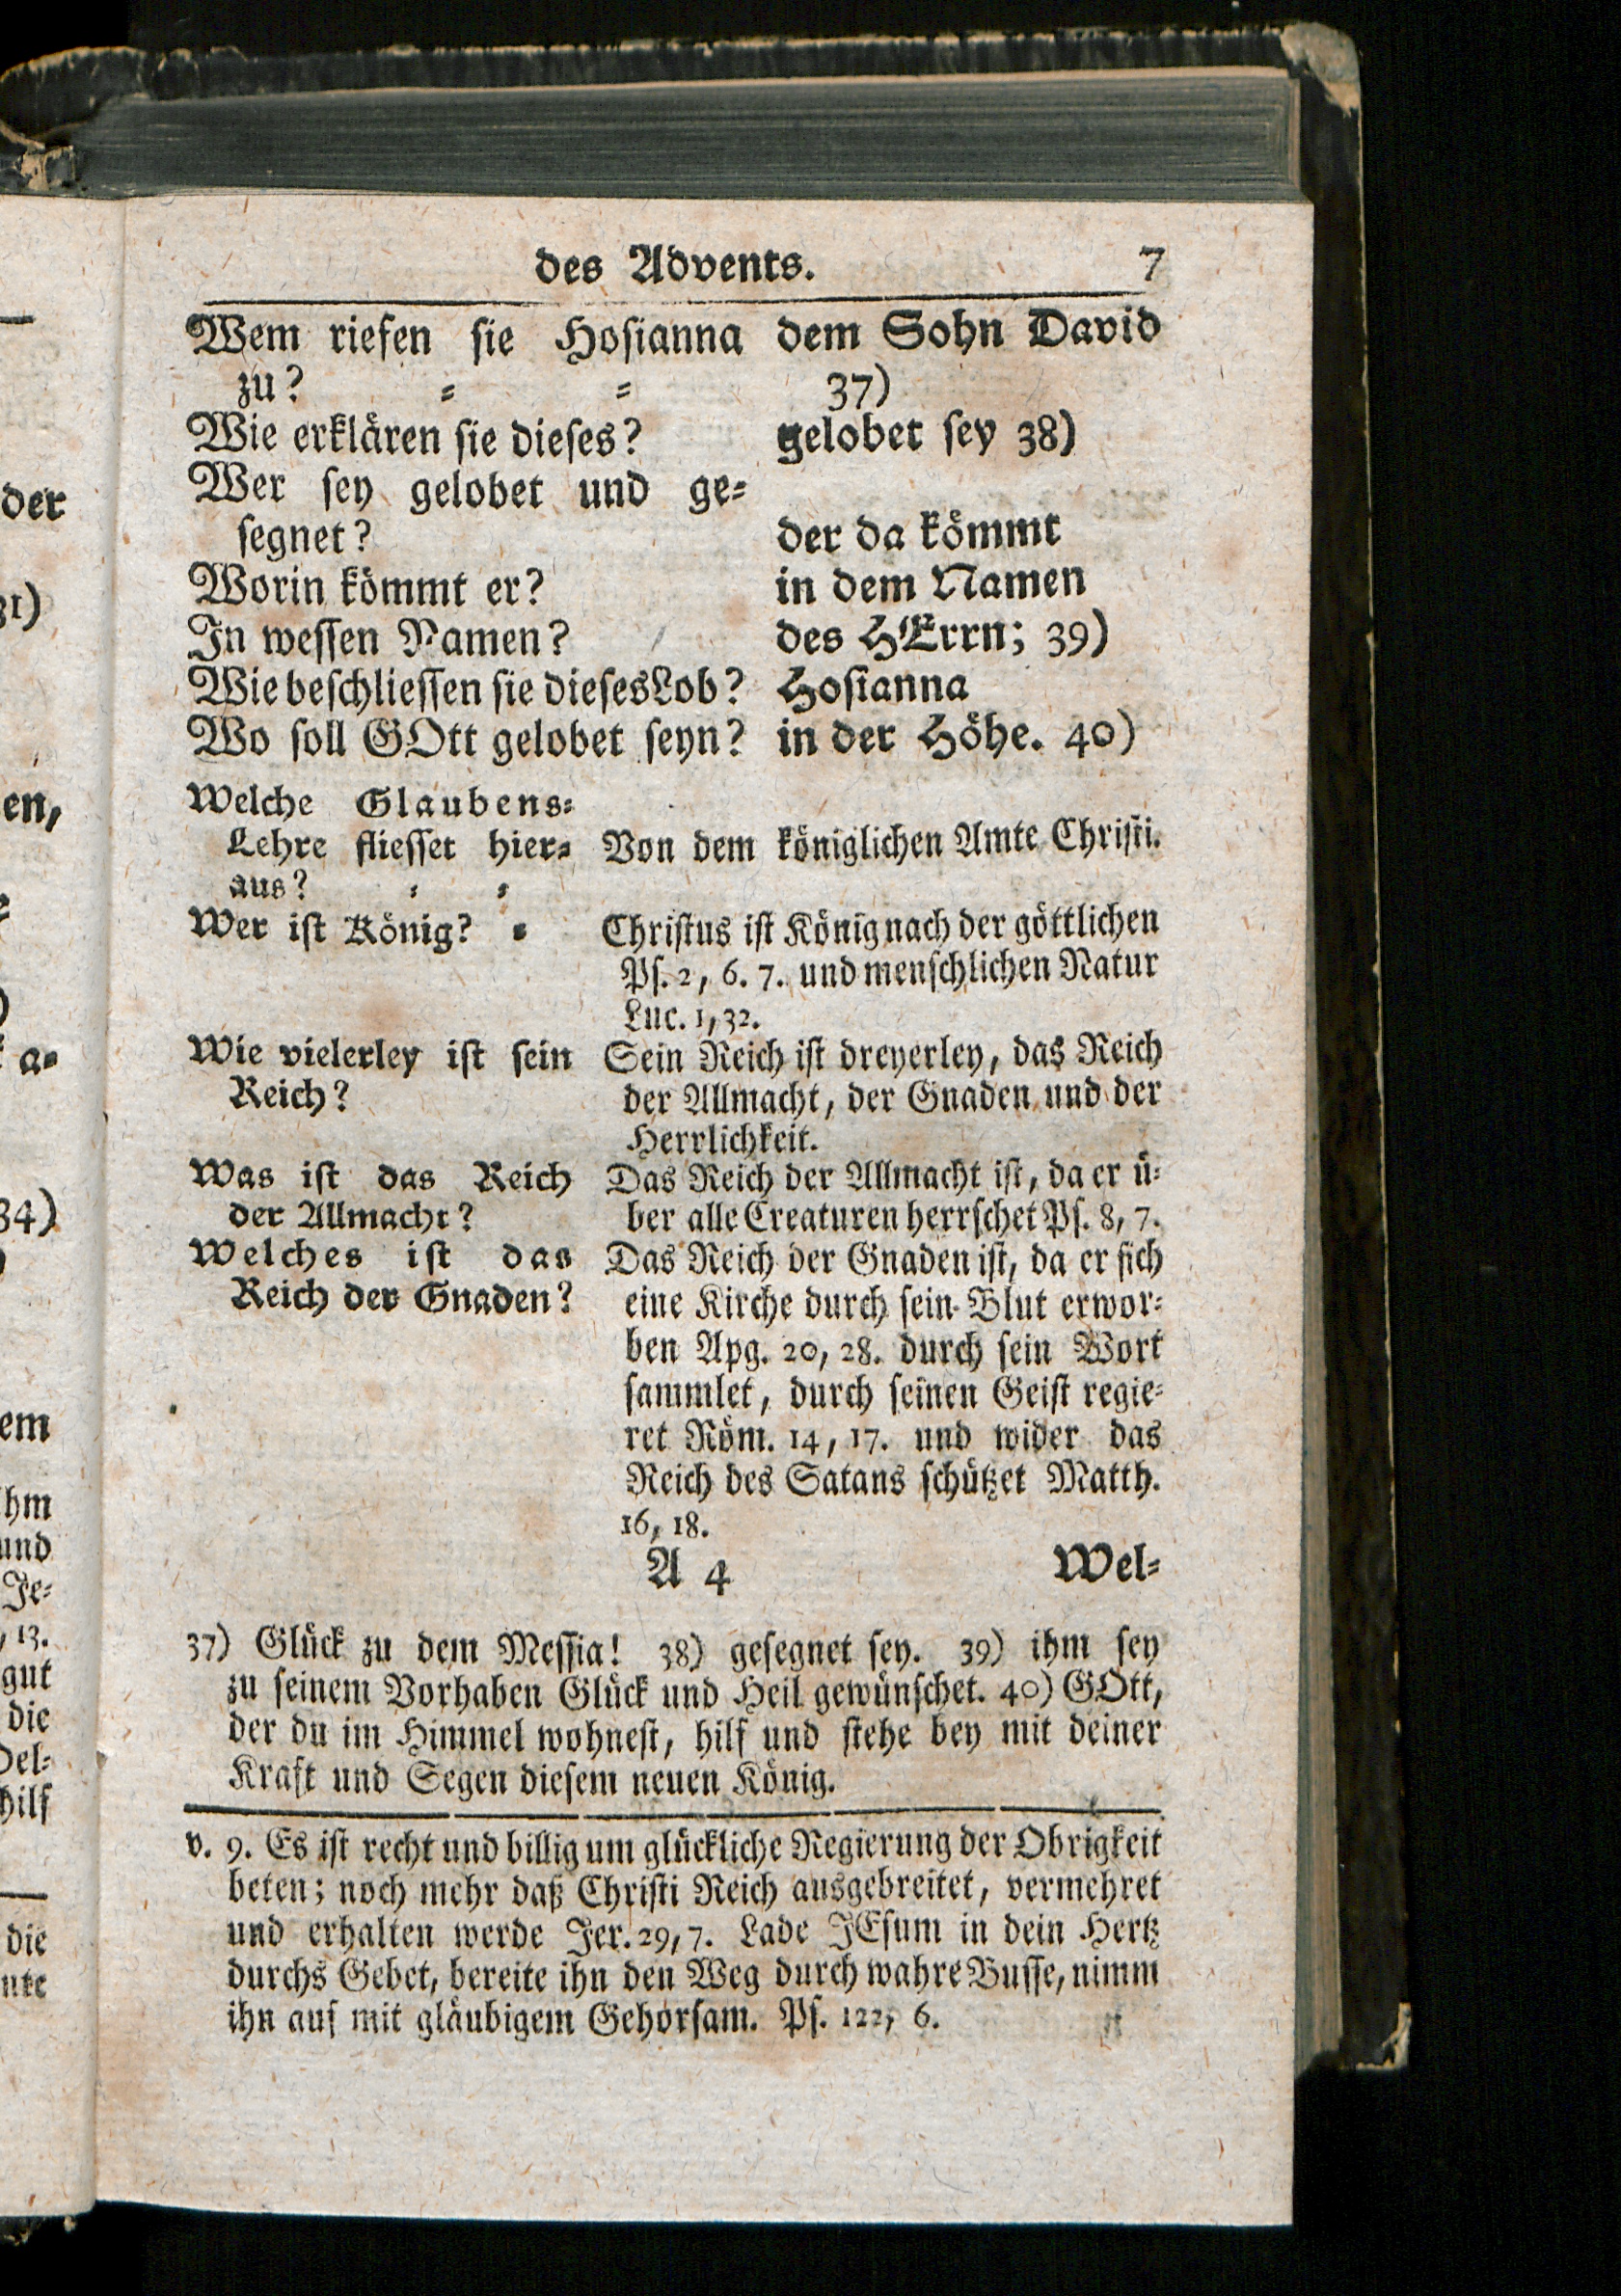 des Advents. 7
Wem riefen sie Hosianna dem Sohn David
zu? = = 37)
Wie erklären sie dieses? gelobet sey 38)
Wer sey gelobet und ge=
segnet? der da kömmt
Worin kömmt er? in dem Namen
In wessen Namen? des HErrn; 39)
Wie beschliessen sie dieses Lob? Hosianna
Wo soll GOtt gelobet seyn? in der Höhe. 40)
Welche Glaubens=
Lehre fliesset hier= Von dem königlichen Amte Christi.
aus? = =
Wer ist König? = Christus ist König nach der göttlichen
Ps. 2, 6. 7. und menschlichen Natur
Luc. 1, 32.
Wie vielerley ist sein Sein Reich ist dreyerley, das Reich
Reich? der Allmacht, der Gnaden und der
Herrlichkeit.
Was ist das Reich Das Reich der Allmacht ist, da er ü=
der Allmacht? ber alle Creaturen herrschet Ps. 8, 7.
Welches ist das Das Reich der Gnaden ist, da er sich
Reich der Gnaden? eine Kirche durch sein Blut erwor=
ben Apg. 20, 28. durch sein Wort
sammlet, durch seinen Geist regie=
ret Röm. 14, 17. und wider das
Reich des Satans schützet Matth.
16, 18.
A 4 Wel=
37) Glück zu dem Messia! 38) gesegnet sey. 39) ihm sey
zu seinem Vorhaben Glück und Heil gewünschet. 40) GOtt,
der du im Himmel wohnest, hilf und stehe bey mit deiner
Kraft und Segen diesem neuen König.
v. 9. Es ist recht und billig um glückliche Regierung der Obrigkeit
beten; noch mehr daß Christi Reich ausgebreitet, vermehret
und erhalten werde Jer. 29, 7. Lade JEsum in dein Hertz
durchs Gebet, bereite ihn den Weg durch wahre Busse, nimm
ihn auf mit gläubigem Gehorsam. Ps. 122, 6.